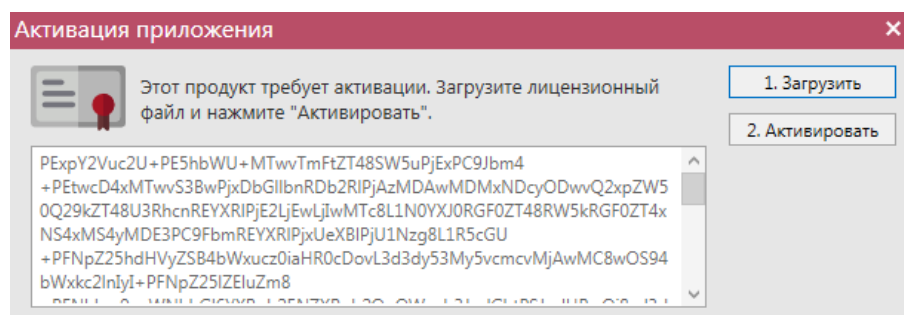 Активация приложения
Этот продукт требует активации. Загрузите лицензионный
файл и нажмите "Активировать".
1. Загрузить
2. Активировать
PExpY2Vuc2U+PE5hbWU+MTwvTmFtZT48SW5uPjExPC9Jbm4
+PEtwcD4xMTwvS3BwPjxDbGllbnRDb2RlPjAzMDAwMDMxNDcyODwvQ2xpZW5
0Q29kZT48U3RhcnREYXRlPjE2LjEwLjIwMTc8L1N0YXJ0RGF0ZT48RW5kRGF0ZT4x
NS4xMS4yMDE3PC9FbmREYXRlPjxUeXBlPjU1Nzg8L1R5cGU
+PFNpZ25hdHVyZSB4bWxucz0iaHR0cDovL3d3dy53My5vcmcvMjAwMC8wOS94
bWxkc2lnIyI+PFNpZ25lZEluZm8